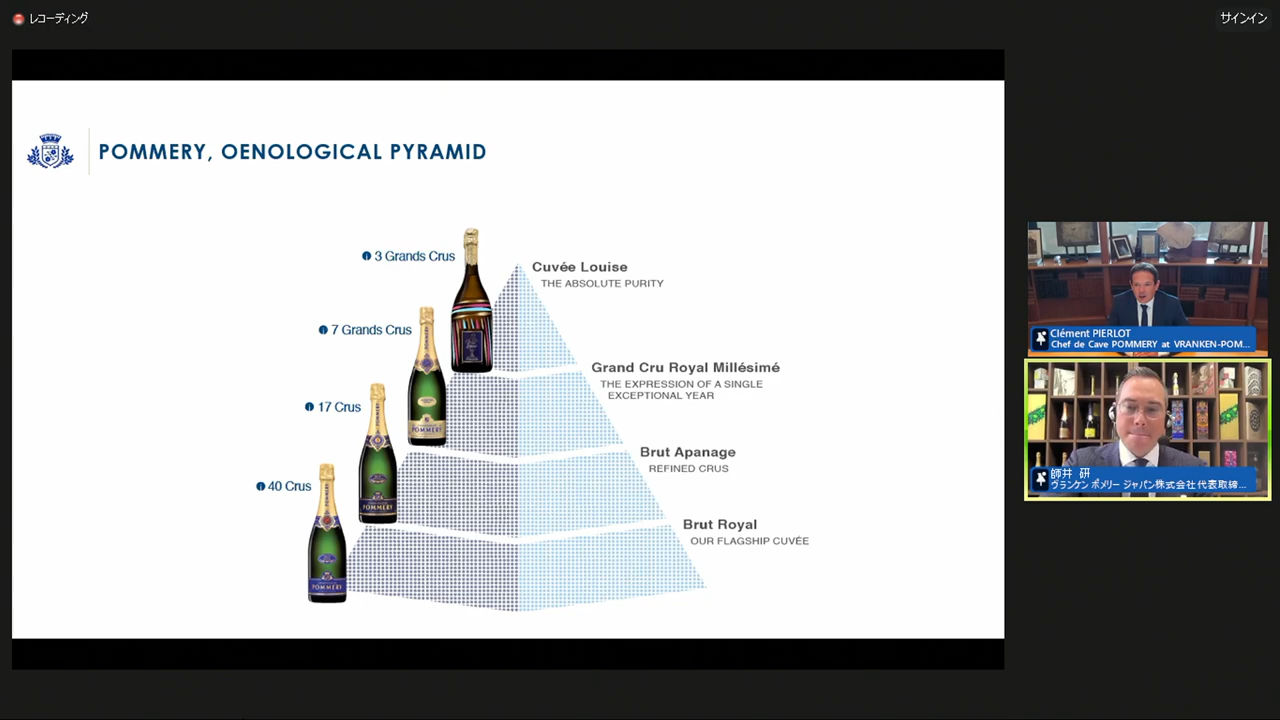 レコーディング
サインイン
POMMERY, OENOLOGICAL PYRAMID
3 Grands Crus
Cuvée Louise
THE ABSOLUTE PURITY
7 Grands Crus
Grand Cru Royal Millésimé
THE EXPRESSION OF A SINGLE
EXCEPTIONAL YEAR
17 Crus
Brut Apanage
REFINED CRUS
40 Crus
Brut Royal
OUR FLAGSHIP CUVÉE
POMMERY
POMMERY
POMMERY
Clément PIERLOT
Chef de Cave POMMERY at VRANKEN-POM...
師井 研
ヴランケン ポメリー ジャパン株式会社 代表取締...